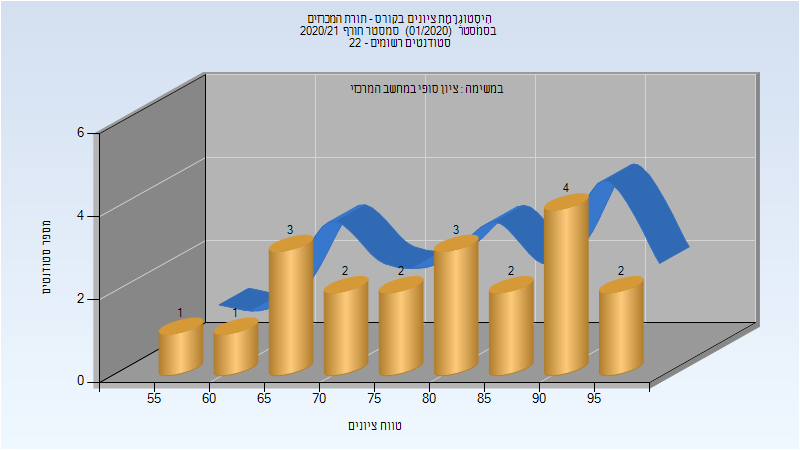 היסטוגרמת ציונים בקורס - תורת המכרזים
בסמסטר (01/2020) סמסטר חורף 2020/21
סטודנטים רשומים - 22
במשימה : ציון סופי במחשב המרכזי
מספר סטודנטים
6
4
2
0
1
1
3
2
2
3
2
4
2
55 60 65 70 75 80 85 90 95
טווח ציונים